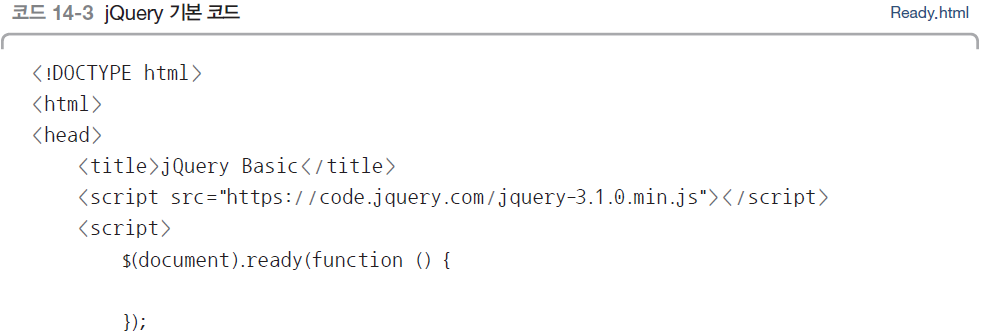 코드 14-3 jQuery 기본 코드
Ready.html
<!DOCTYPE html>
<html>
<head>
    <title>jQuery Basic</title>
    <script src="https://code.jquery.com/jquery-3.1.0.min.js"></script>
    <script>
        $(document).ready(function () {

        });